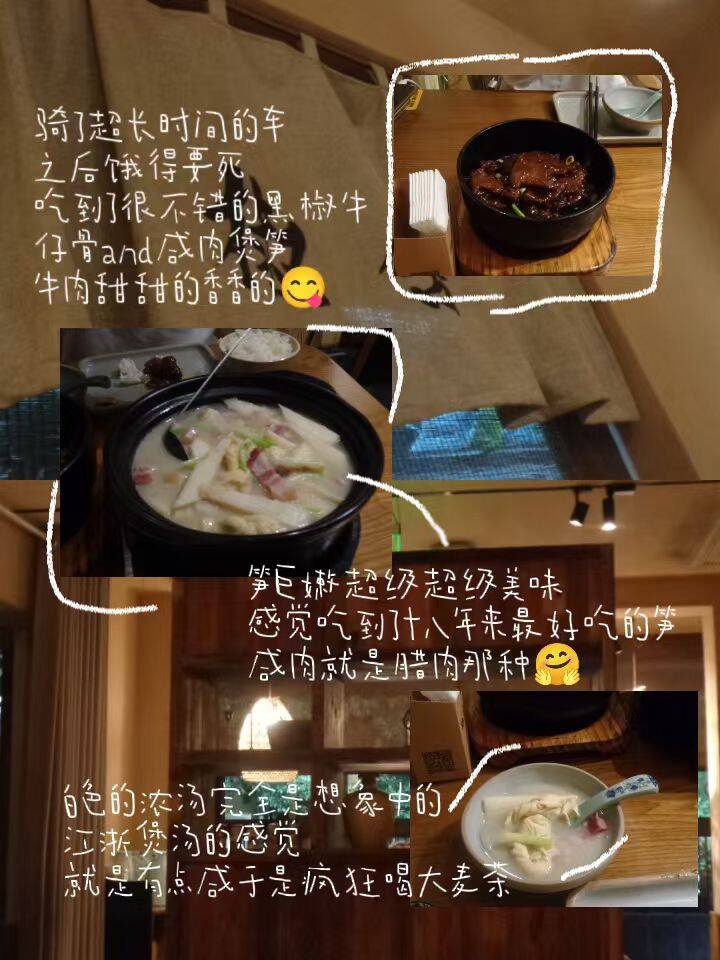 骑了超长时间的车
之后饿得要死
吃到了很不错的黑椒牛
仔骨and咸肉煲笋
牛肉甜甜的香香的😋
笋巨嫩超级超级美味
感觉吃到了十八年来最好吃的笋
咸肉就是腊肉那种🤗
白色的浓汤完全是想象中的
江浙煲汤的感觉
就是有点咸于是疯狂喝大麦茶